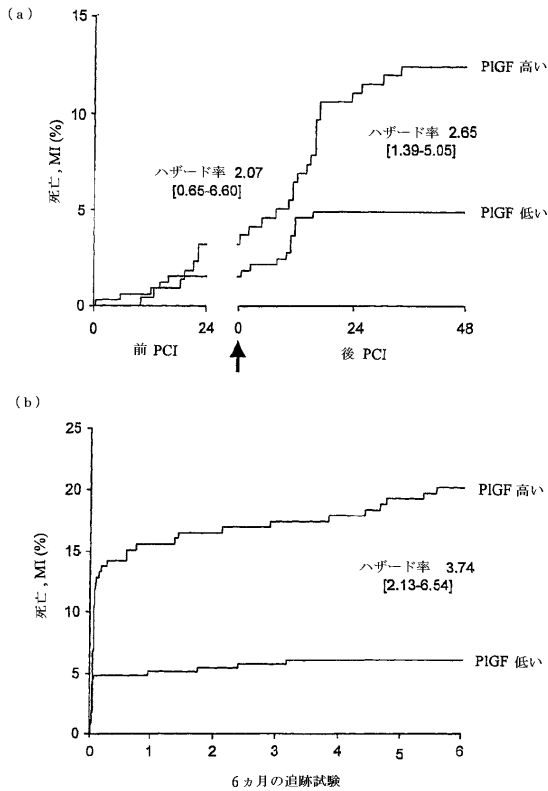 (a)
15
10
5
0
死亡, MI (%)
PlGF 高い
ハザード率 2.65
[1.39-5.05]
ハザード率 2.07
[0.65-6.60]
PlGF 低い
0
24
0
24
48
前 PCI
後 PCI
(b)
25
20
15
10
5
0
死亡, MI (%)
PlGF 高い
ハザード率 3.74
[2.13-6.54]
PlGF 低い
0 1 2 3 4 5 6
6ヵ月の追跡試験